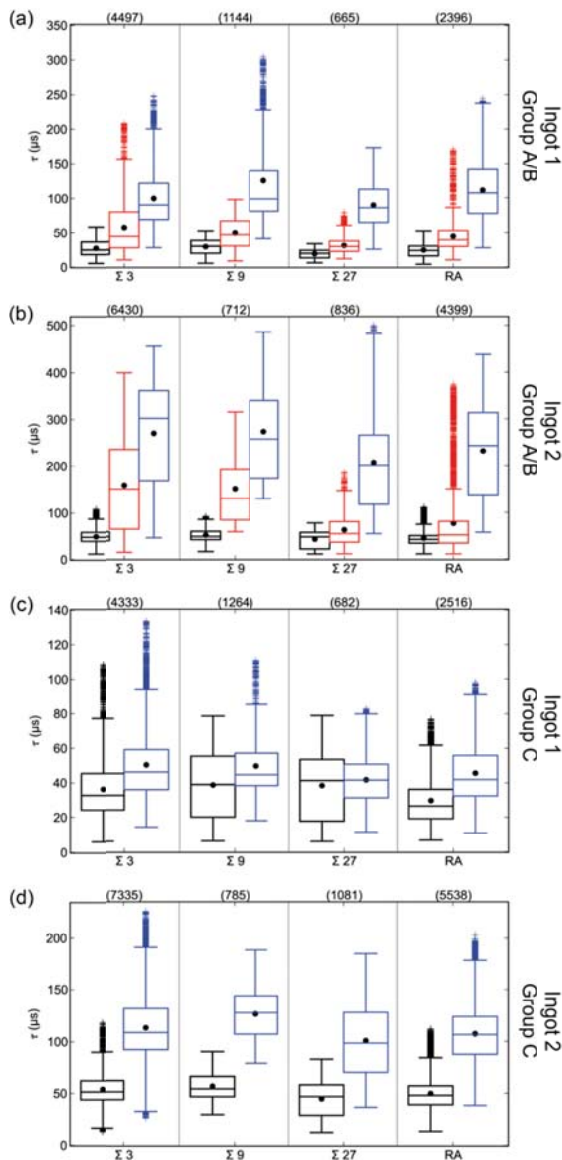 (a)
(4497) (1144) (665) (2396)
350
300
250
200
150
100
50
0
τ (μs)
Σ 3 Σ 9 Σ 27 RA
Ingot 1
Group A/B
(b)
(6430) (712) (836) (4399)
500
400
300
200
100
0
τ (μs)
Σ 3 Σ 9 Σ 27 RA
Ingot 2
Group A/B
(c)
(4333) (1264) (682) (2516)
140
120
100
80
60
40
20
0
τ (μs)
Σ 3 Σ 9 Σ 27 RA
Ingot 1
Group C
(d)
(7335) (785) (1081) (5538)
200
150
100
50
0
τ (μs)
Σ 3 Σ 9 Σ 27 RA
Ingot 2
Group C